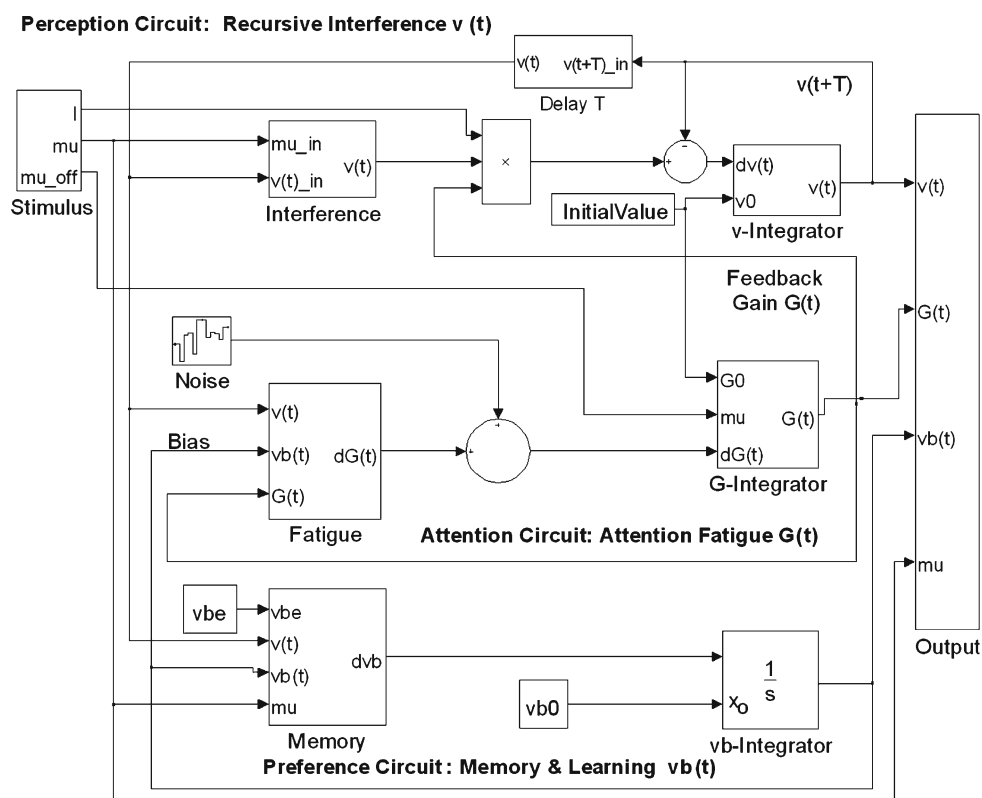 Perception Circuit: Recursive Interference v (t)
v(t) v(t+T)_in
Delay T
v(t+T)
I
mu
mu_off
Stimulus
mu_in
v(t)_in
v(t)
Interference
×
+
-
dv(t)
v0
v(t)
v-Integrator
InitialValue
v(t)
Feedback
Gain G(t)
G(t)
Noise
G0
mu
dG(t)
G(t)
G-Integrator
v(t)
Bias
vb(t)
G(t)
dG(t)
Fatigue
+
+
vb(t)
Attention Circuit: Attention Fatigue G(t)
mu
Output
vbe
vbe
v(t)
vb(t)
mu
dvb
Memory
vb0
1
s
xo
vb-Integrator
Preference Circuit: Memory & Learning vb(t)